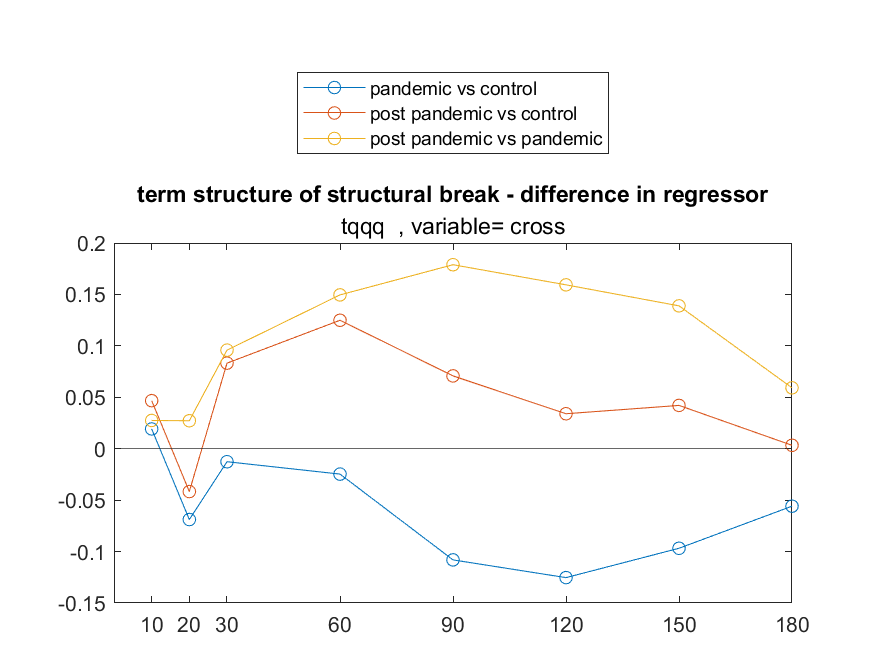 pandemic vs control
post pandemic vs control
post pandemic vs pandemic
term structure of structural break - difference in regressor
tqqq , variable= cross
0.2
0.15
0.1
0.05
0
-0.05
-0.1
-0.15
10 20 30 60 90 120 150 180